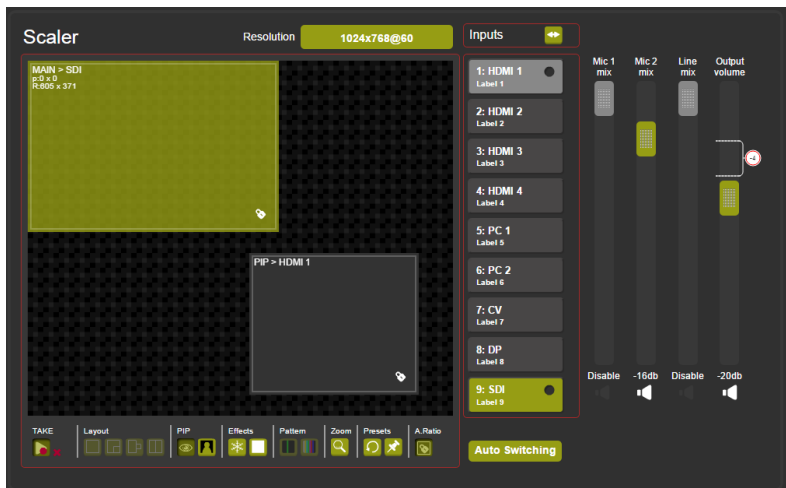 Scaler
Resolution
1024x768@60
Inputs
MAIN > SDI
p:0 x 0
R:605 x 371
PIP > HDMI 1
1: HDMI 1
Label 1
2: HDMI 2
Label 2
3: HDMI 3
Label 3
4: HDMI 4
Label 4
5: PC 1
Label 5
6: PC 2
Label 6
7: CV
Label 7
8: DP
Label 8
9: SDI
Label 9
Mic 1
mix
Mic 2
mix
Line
mix
Output
volume
-4
Disable
-16db
Disable
-20db
TAKE
Layout
PIP
Effects
Pattern
Zoom
Presets
A.Ratio
Auto Switching